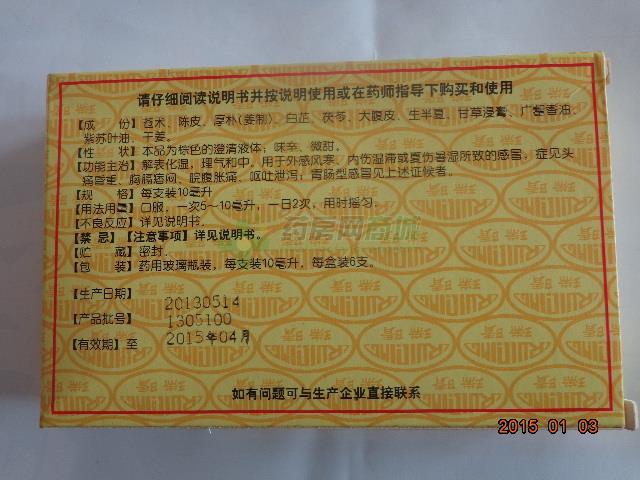 请仔细阅读说明书并按说明使用或在药师指导下购买和使用
【成 份】苍术、陈皮、厚朴(姜制)、白芷、茯苓、大腹皮、生半夏、甘草浸膏、广藿香油、
紫苏叶油、干姜。
【性 状】本品为棕色的澄清液体;味辛、微甜。
【功能主治】解表化湿,理气和中。用于外感风寒、内伤湿滞或夏伤暑湿所致的感冒,症见头
痛昏重、胸膈痞闷、脘腹胀痛、呕吐泄泻;胃肠型感冒见上述证候者。
【规 格】每支装10毫升
【用法用量】口服,一次5~10毫升,一日2次,用时摇匀。
【不良反应】详见说明书。
【禁 忌】【注意事项】详见说明书。
【贮 藏】密封。
【包 装】药用玻璃瓶装,每支装10毫升,每盒装6支。
【生产日期】 20130514
【产品批号】 1305100
【有效期】至 2015年04月
如有问题可与生产企业直接联系
药房网商城
瑞晴
RUIQING
2015 01 03